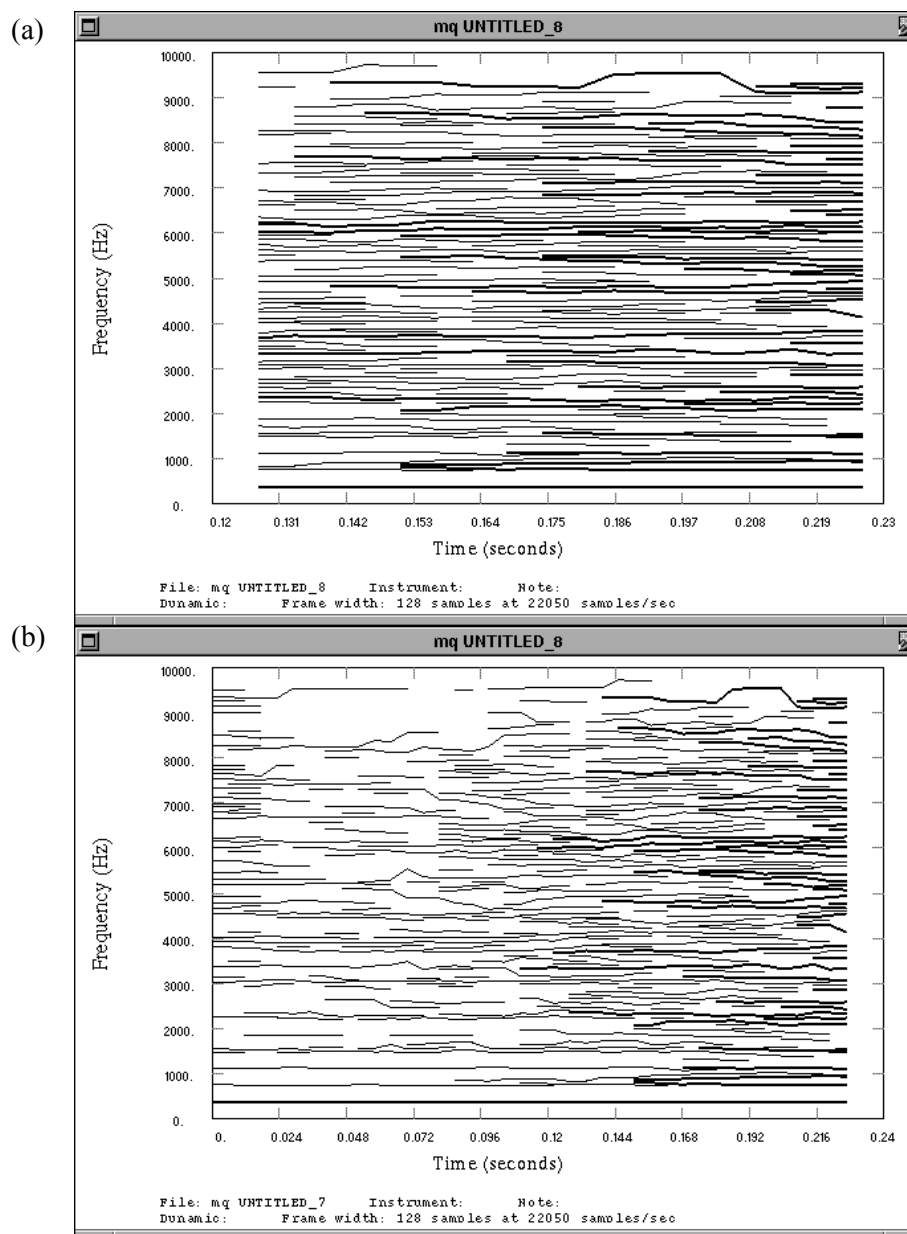 (a)
mq UNTITLED_8
10000.
9000.
8000.
7000.
6000.
5000.
4000.
3000.
2000.
1000.
0.
Frequency (Hz)
0.12 0.131 0.142 0.153 0.164 0.175 0.186 0.197 0.208 0.219 0.23
Time (seconds)
File: mq UNTITLED_8 Instrument: Note:
Dunamic: Frame width: 128 samples at 22050 samples/sec
(b)
mq UNTITLED_8
10000.
9000.
8000.
7000.
6000.
5000.
4000.
3000.
2000.
1000.
0.
Frequency (Hz)
0. 0.024 0.048 0.072 0.096 0.12 0.144 0.168 0.192 0.216 0.24
Time (seconds)
File: mq UNTITLED_7 Instrument: Note:
Dunamic: Frame width: 128 samples at 22050 samples/sec